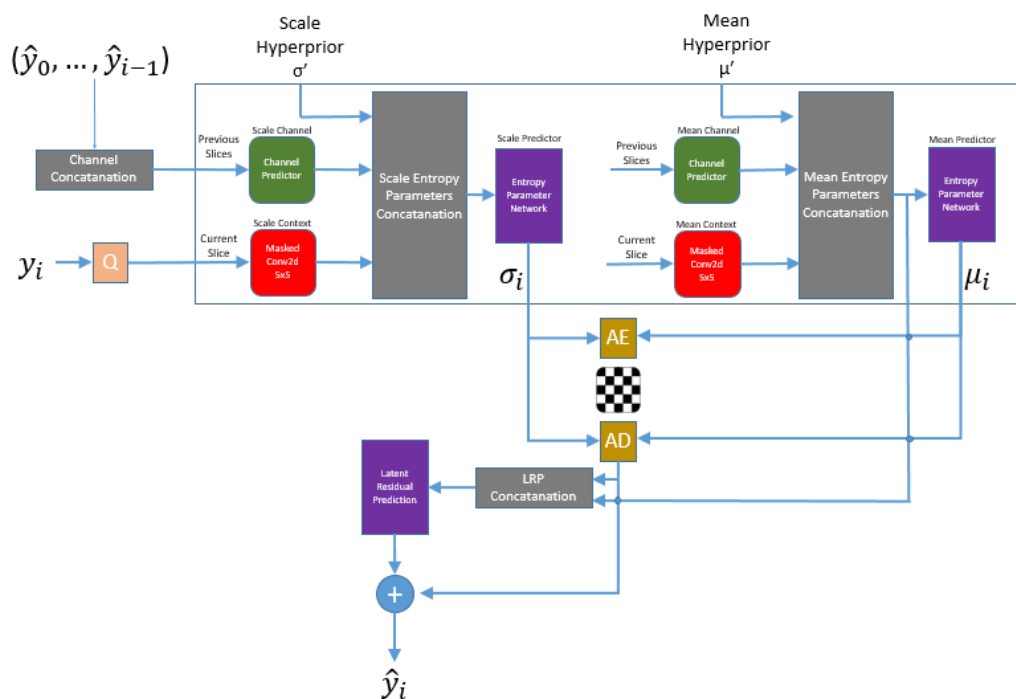 Scale
Hyperprior
σ'
Mean
Hyperprior
μ'
(ŷ₀, ..., ŷᵢ₋₁)
Channel
Concatanation
Previous
Slices
Scale Channel
Channel
Predictor
Scale Entropy
Parameters
Concatanation
Scale Predictor
Entropy
Parameter
Network
Previous
Slices
Mean Channel
Channel
Predictor
Mean Entropy
Parameters
Concatanation
Mean Predictor
Entropy
Parameter
Network
yᵢ
Q
Current
Slice
Scale Context
Masked
Conv2d
5x5
σᵢ
Current
Slice
Mean Context
Masked
Conv2d
5x5
μᵢ
AE
AD
Latent
Residual
Prediction
LRP
Concatanation
+
ŷᵢ